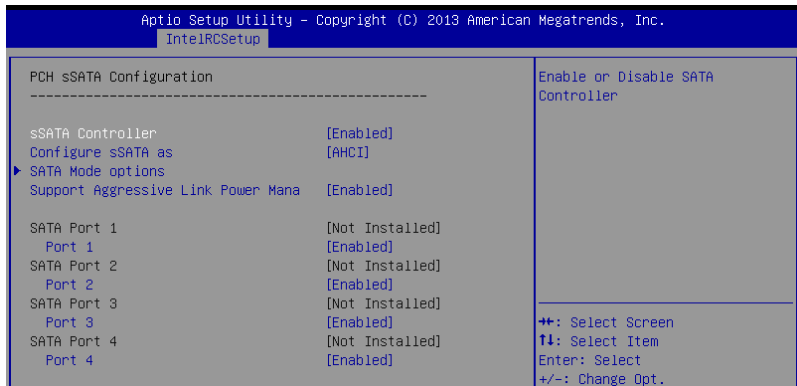 Aptio Setup Utility – Copyright (C) 2013 American Megatrends, Inc.
IntelRCSetup
PCH sSATA Configuration
--------------------------------------------------
sSATA Controller [Enabled]
Configure sSATA as [AHCI]
SATA Mode options
Support Aggressive Link Power Mana [Enabled]
SATA Port 1 [Not Installed]
Port 1 [Enabled]
SATA Port 2 [Not Installed]
Port 2 [Enabled]
SATA Port 3 [Not Installed]
Port 3 [Enabled]
SATA Port 4 [Not Installed]
Port 4 [Enabled]
Enable or Disable SATA
Controller
→←: Select Screen
↑↓: Select Item
Enter: Select
+/-: Change Opt.